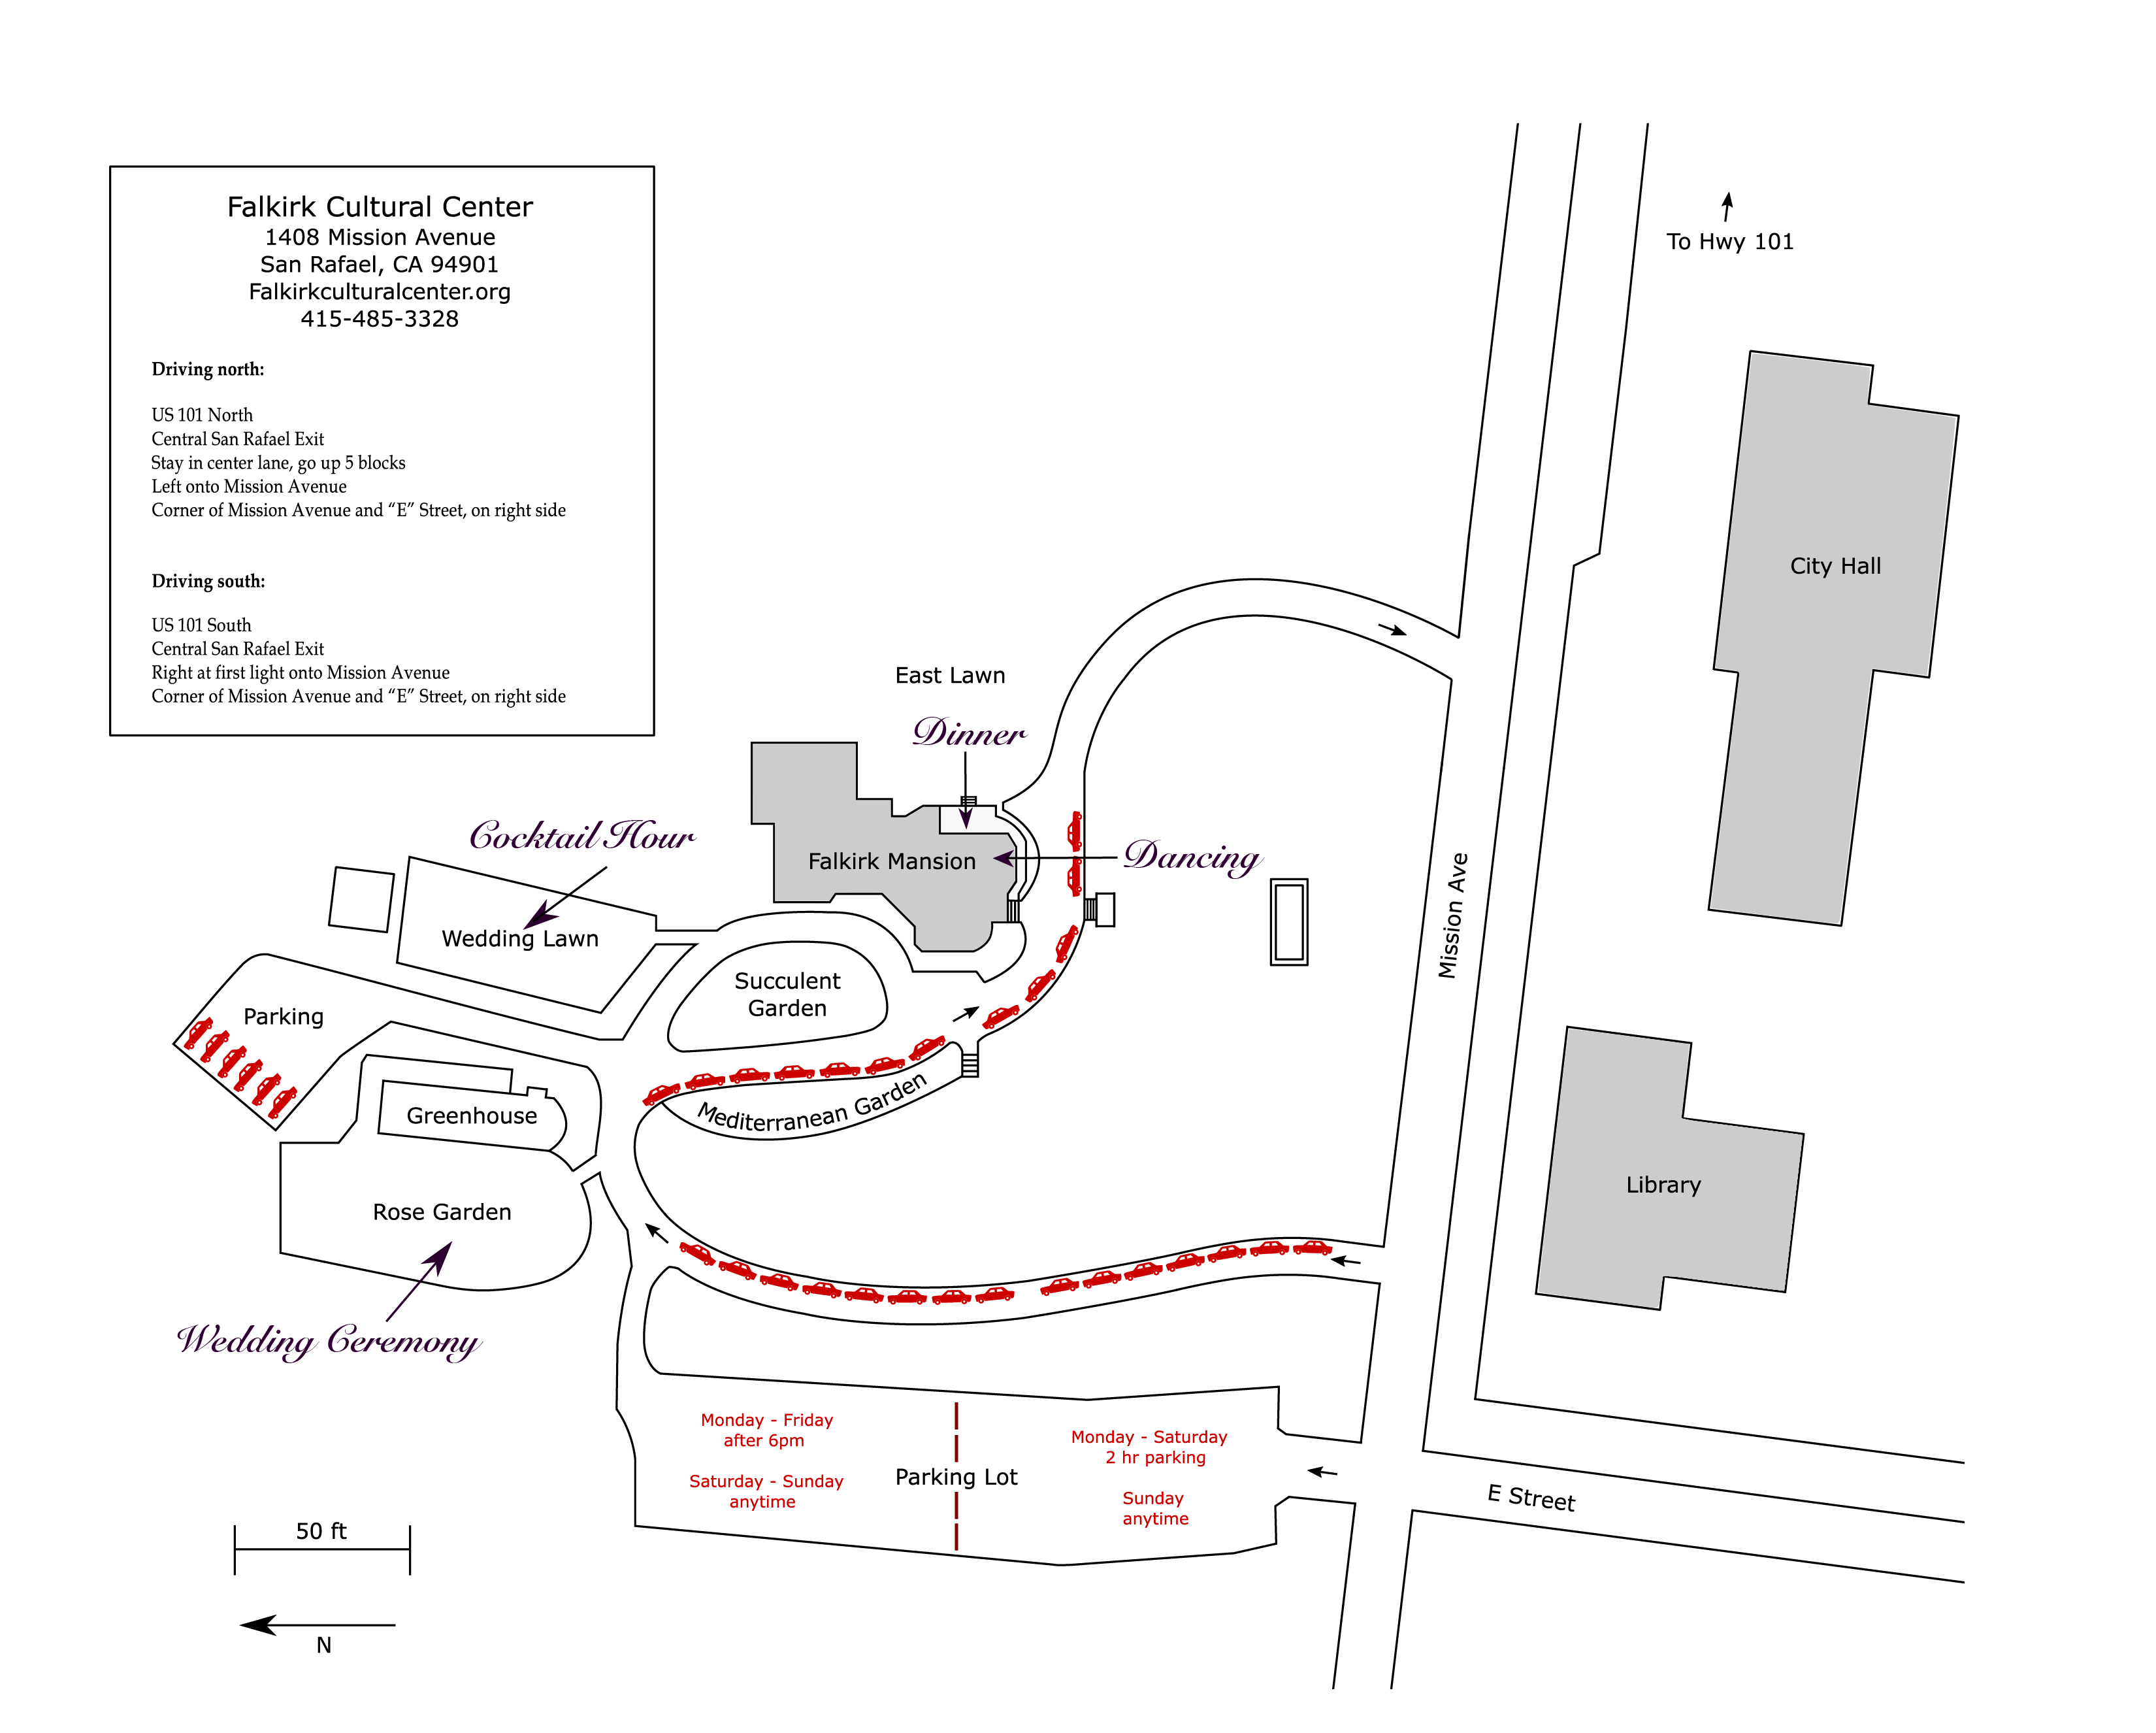 Falkirk Cultural Center
1408 Mission Avenue
San Rafael, CA 94901
Falkirkculturalcenter.org
415-485-3328
Driving north:
US 101 North
Central San Rafael Exit
Stay in center lane, go up 5 blocks
Left onto Mission Avenue
Corner of Mission Avenue and “E” Street, on right side
Driving south:
US 101 South
Central San Rafael Exit
Right at first light onto Mission Avenue
Corner of Mission Avenue and “E” Street, on right side
To Hwy 101
City Hall
East Lawn
Dinner
Cocktail Hour
Falkirk Mansion
Dancing
Wedding Lawn
Mission Ave
Succulent
Garden
Parking
Mediterranean Garden
Greenhouse
Rose Garden
Library
Wedding Ceremony
Monday - Friday
after 6pm
Saturday - Sunday
anytime
Parking Lot
Monday - Saturday
2 hr parking
Sunday
anytime
E Street
50 ft
N